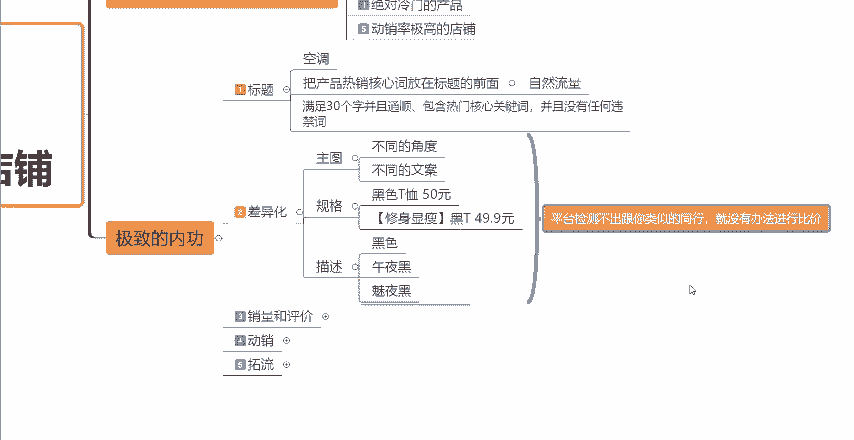 4 绝对冷门的产品
5 动销率极高的店铺
空调
1 标题
把产品热销核心词放在标题的前面
自然流量
满足30个字并且通顺、包含热门核心关键词，并且没有任何违
禁词
店铺
不同的角度
主图
不同的文案
黑色T恤 50元
2 差异化
规格
【修身显瘦】黑T 49.9元
平台检测不出跟你类似的同行，就没有办法进行比价
极致的内功
黑色
描述
午夜黑
魅夜黑
3 销量和评价
4 动销
5 拓流